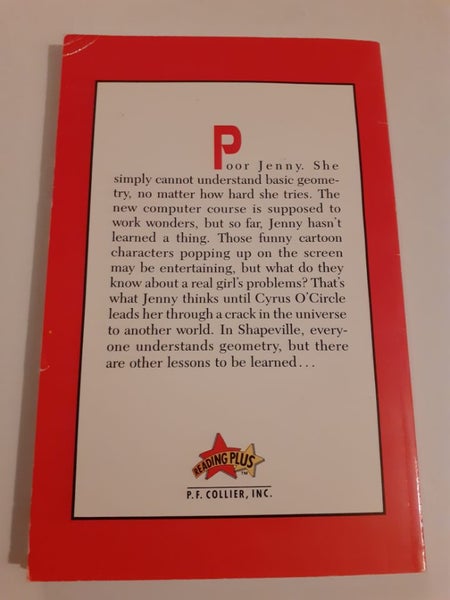 Poor Jenny. She
simply cannot understand basic geome-
try, no matter how hard she tries. The
new computer course is supposed to
work wonders, but so far, Jenny hasn't
learned a thing. Those funny cartoon
characters popping up on the screen
may be entertaining, but what do they
know about a real girl's problems? That's
what Jenny thinks until Cyrus O'Circle
leads her through a crack in the universe
to another world. In Shapeville, every-
one understands geometry, but there
are other lessons to be learned...
READING PLUS™
P.F. COLLIER, INC.